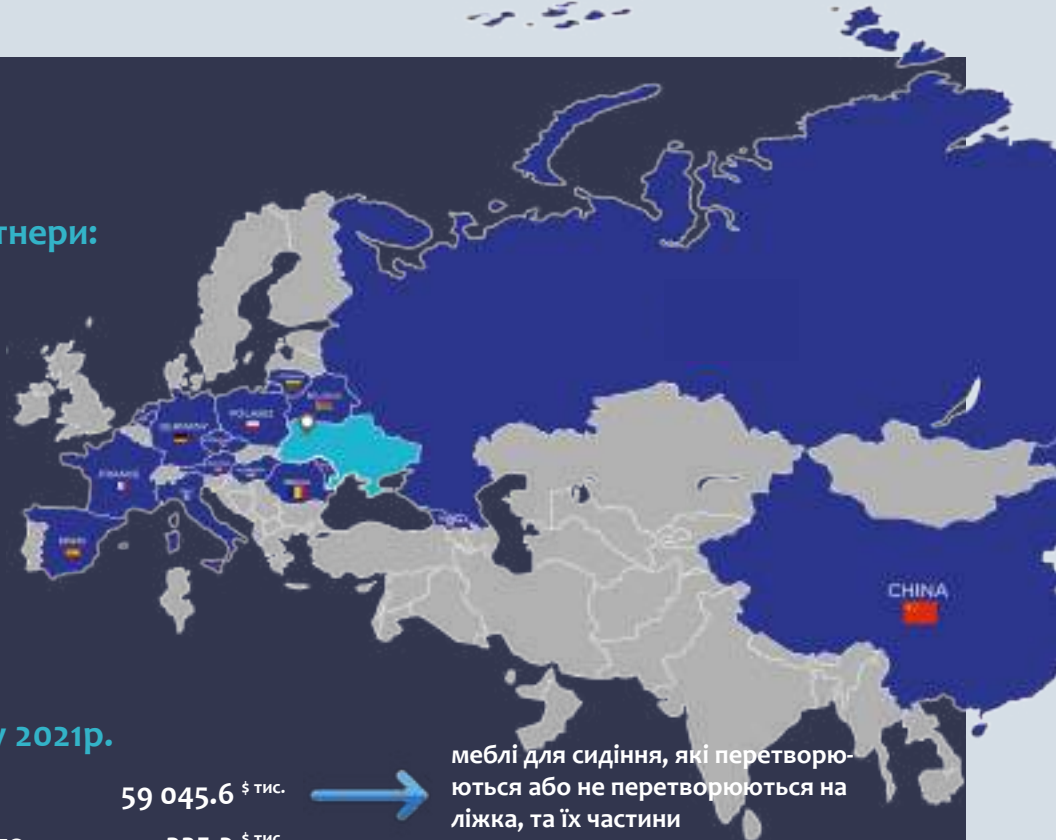 тнери:
POLAND
GERMANY
FRANCE
SPAIN
CHINA
у 2021р.
меблі для сидіння, які перетворю-
59 045.6 $ тис.
ються або не перетворюються на
ліжка, та їх частини